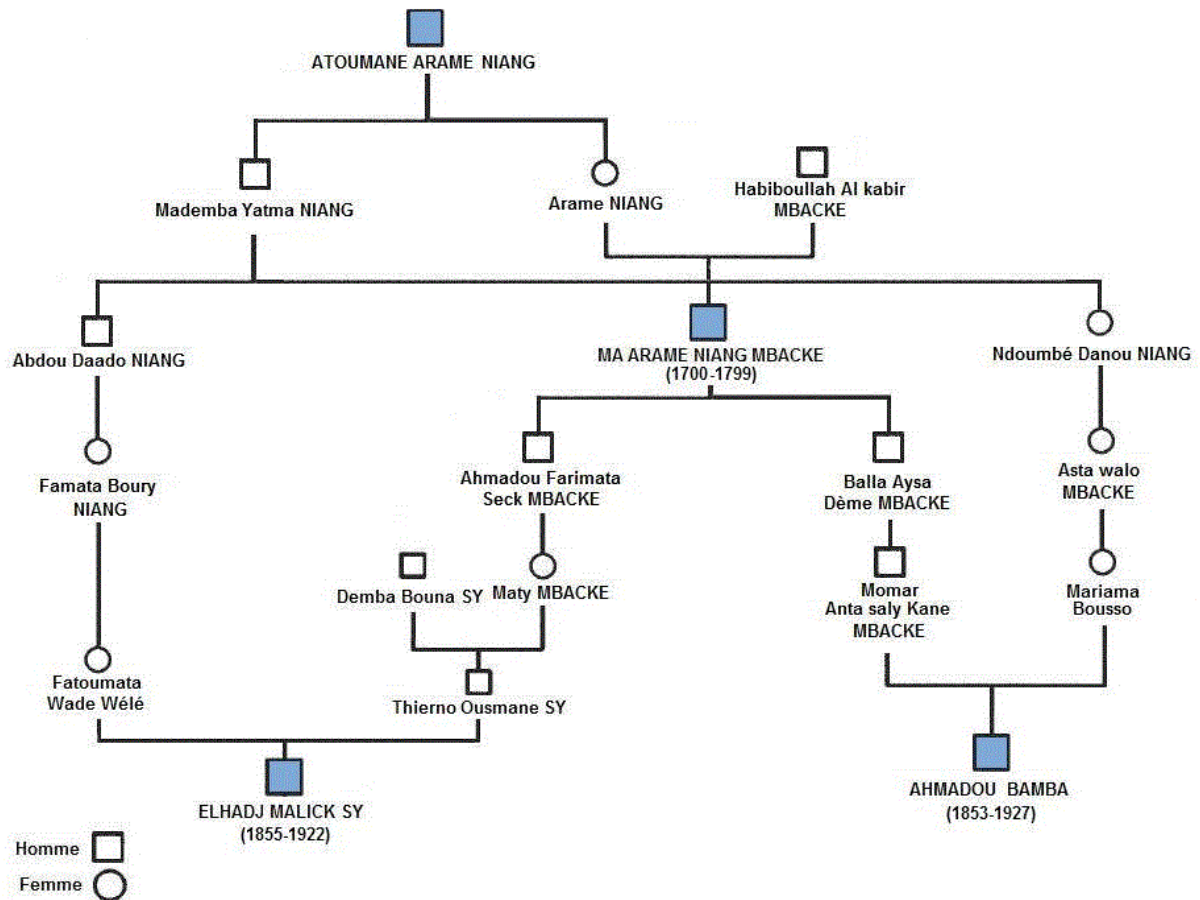 ATOUMANE ARAME NIANG
Mademba Yatma NIANG
Arame NIANG
Habiboullah Al kabir
MBACKE
Abdou Daado NIANG
MA ARAME NIANG MBACKE
(1700-1799)
Ndoumbé Danou NIANG
Famata Boury
NIANG
Ahmadou Farimata
Seck MBACKE
Balla Aysa
Dème MBACKE
Asta walo
MBACKE
Demba Bouna SY
Maty MBACKE
Momar
Anta saly Kane
MBACKE
Mariama
Bousso
Fatoumata
Wade Wélé
Thierno Ousmane SY
ELHADJ MALICK SY
(1855-1922)
AHMADOU BAMBA
(1853-1927)
Homme
Femme